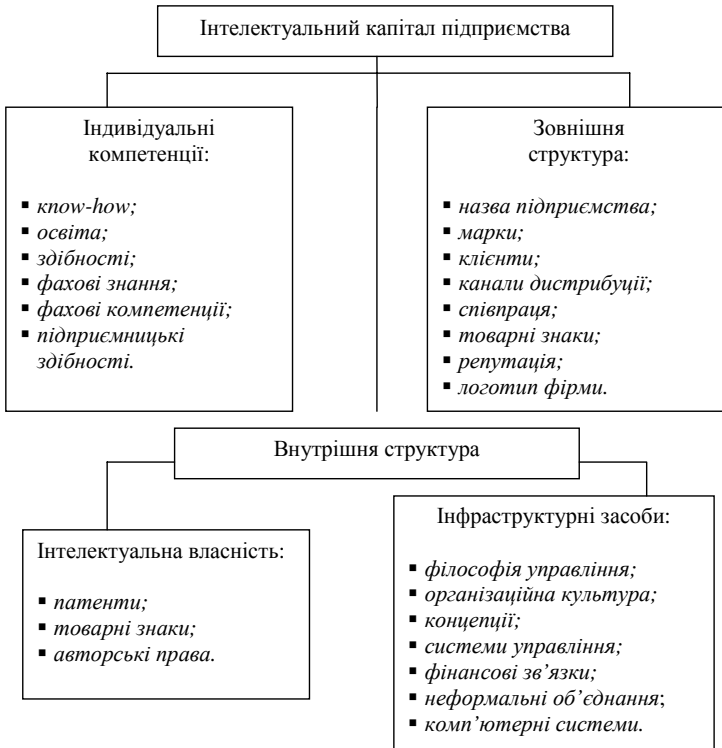 Інтелектуальний капітал підприємства
Індивідуальні
компетенції:
▪ know-how;
▪ освіта;
▪ здібності;
▪ фахові знання;
▪ фахові компетенції;
▪ підприємницькі
здібності.
Зовнішня
структура:
▪ назва підприємства;
▪ марки;
▪ клієнти;
▪ канали дистрибуції;
▪ співпраця;
▪ товарні знаки;
▪ репутація;
▪ логотип фірми.
Внутрішня структура
Інтелектуальна власність:
▪ патенти;
▪ товарні знаки;
▪ авторські права.
Інфраструктурні засоби:
▪ філософія управління;
▪ організаційна культура;
▪ концепції;
▪ системи управління;
▪ фінансові зв’язки;
▪ неформальні об’єднання;
▪ комп’ютерні системи.